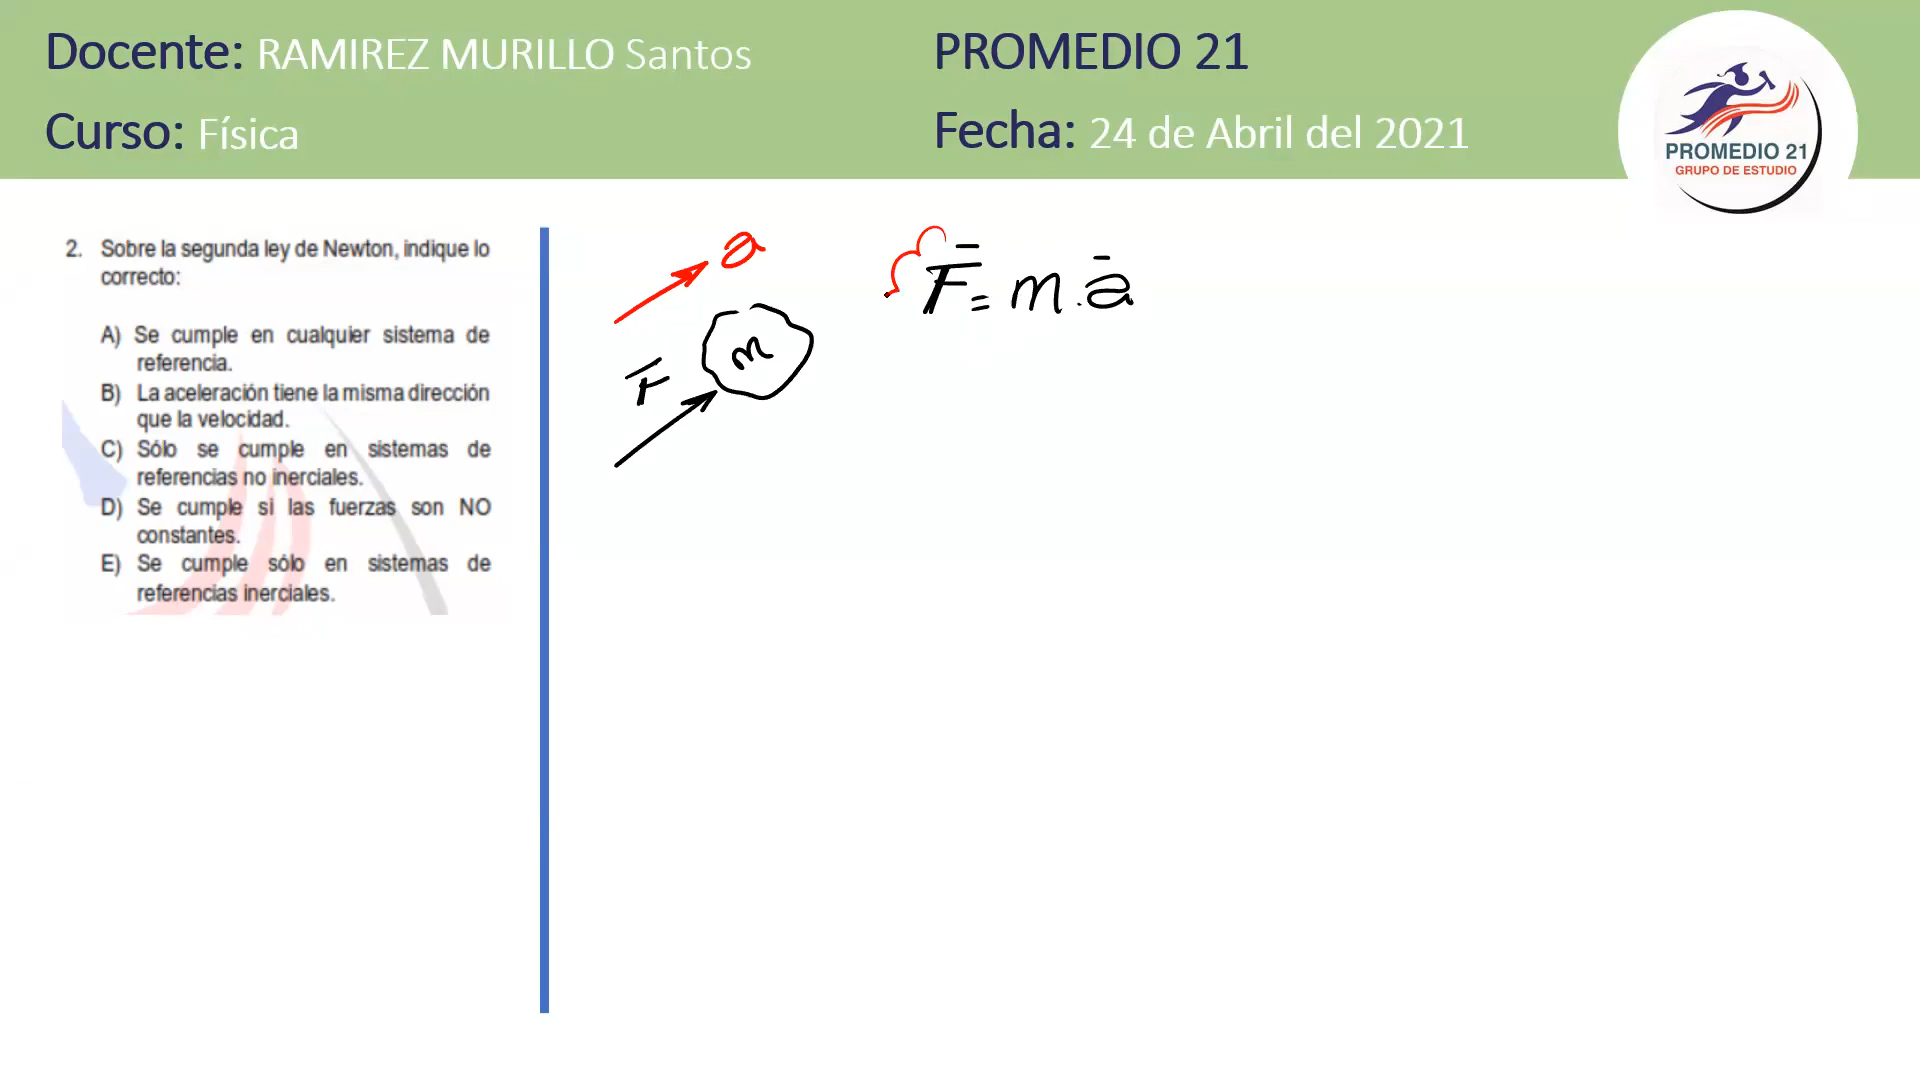 Docente: RAMIREZ MURILLO Santos
PROMEDIO 21
Curso: Física
Fecha: 24 de Abril del 2021
PROMEDIO 21
GRUPO DE ESTUDIO
2. Sobre la segunda ley de Newton, indique lo
correcto:
A) Se cumple en cualquier sistema de
referencia.
B) La aceleración tiene la misma dirección
que la velocidad.
C) Sólo se cumple en sistemas de
referencias no inerciales.
D) Se cumple si las fuerzas son NO
constantes.
E) Se cumple sólo en sistemas de
referencias inerciales.
a
m
F̄
F̄ = m.ā